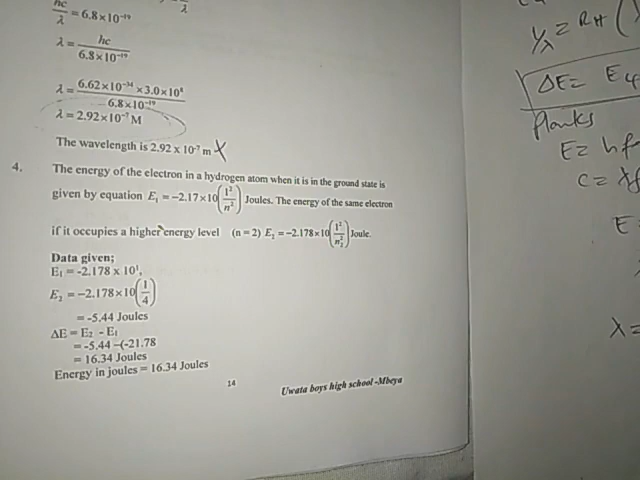 hc/λ = 6.8×10⁻¹⁹
λ
λ = hc / 6.8×10⁻¹⁹
λ = 6.62×10⁻³⁴ ×3.0×10⁸ / 6.8×10⁻¹⁹
λ = 2.92×10⁻⁷ M
The wavelength is 2.92 x 10⁻⁷ m X
4. The energy of the electron in a hydrogen atom when it is in the ground state is
given by equation E₁ = −2.17×10(1²/n²) Joules. The energy of the same electron
if it occupies a higher energy level (n = 2) E₂ = −2.178×10(1²/n₂²) Joule.
Data given;
E₁ = -2.178 x 10¹,
E₂ = −2.178×10(1/4)
= -5.44 Joules
ΔE = E₂ - E₁
= -5.44 –(-21.78
= 16.34 Joules
Energy in joules = 16.34 Joules
14
Uwata boys high school -Mbeya
1/λ = RH (
ΔE = E₄
Planks
E = hf
C = λf
E =
λ =